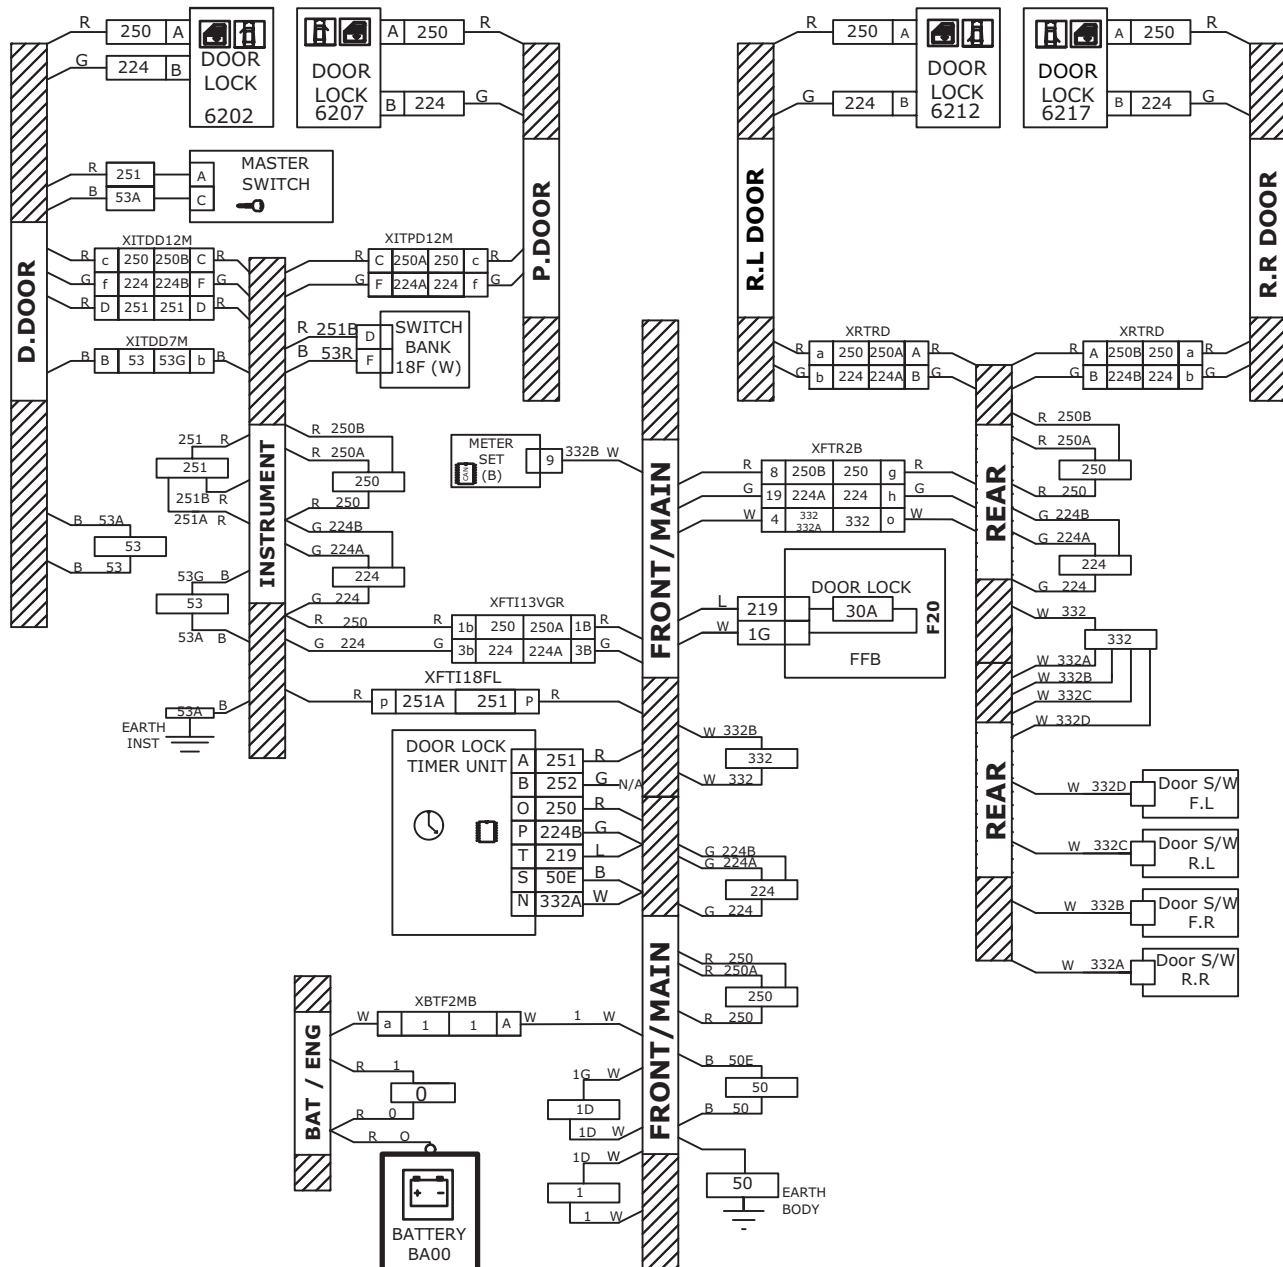 R 250 A
G 224 B
DOOR
LOCK
6202
A 250 R
B 224 G
DOOR
LOCK
6207
R 250 A
G 224 B
DOOR
LOCK
6212
A 250 R
B 224 G
DOOR
LOCK
6217
R 251 A
B 53A C
MASTER
SWITCH
D.DOOR
P.DOOR
R.L DOOR
R.R DOOR
XITDD12M
R c 250 250B C R
G f 224 224B F G
R D 251 251 D R
XITDD7M
B B 53 53G b B
XITPD12M
R C 250A 250 c R
G F 224A 224 f G
R 251B D
B 53R F
SWITCH
BANK
18F (W)
XRTRD
R a 250 250A A R
G b 224 224A B G
XRTRD
R A 250B 250 a R
G B 224B 224 b G
INSTRUMENT
251 R
251
251B R
251A R
R 250B
R 250A
250
R 250
G 224B
G 224A
224
G 224
B 53A
53
B 53
53G B
53
53A B
METER
SET
(B)
CAN
9 332B W
FRONT/MAIN
XFTR2B
R 8 250B 250 g R
G 19 224A 224 h G
W 4 332 332A 332 o W
REAR
R 250B
R 250A
250
R 250
G 224B
G 224A
224
G 224
W 332
332
W 332A
W 332B
W 332C
W 332D
R 250 R 1b 250 250A 1B R
G 224 G 3b 224 224A 3B G
XFTI13VGR
L 219
W 1G
DOOR LOCK
30A
F20
FFB
XFTI18FL
R p 251A 251 P R
53A B
EARTH
INST
DOOR LOCK
TIMER UNIT
A 251 R
B 252 G N/A
O 250 R
P 224B G
T 219 L
S 50E B
N 332A W
W 332B
332
W 332
G 224B
G 224A
224
G 224
REAR
W 332D Door S/W
F.L
W 332C Door S/W
R.L
W 332B Door S/W
F.R
W 332A Door S/W
R.R
FRONT/MAIN
R 250
R 250A
250
R 250
BAT / ENG
XBTF2MB
W a 1 1 A W 1 W
R 1
0
R 0
R O
BATTERY
BA00
1G W
1D
1D W
1D W
1
1 W
B 50E
50
B 50
50
EARTH
BODY